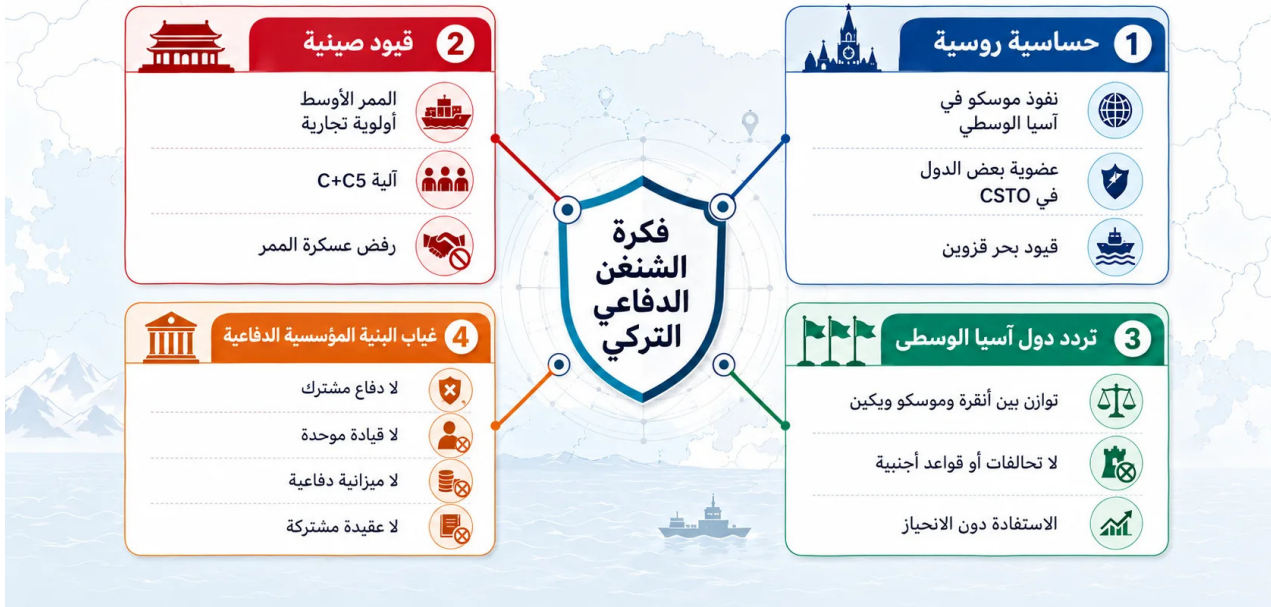 1 حساسية روسية
نفوذ موسكو في
آسيا الوسطي
عضوية بعض الدول
في CSTO
قيود بحر قزوين
2 قيود صينية
الممر الأوسط
أولوية تجارية
آلية C+C5
رفض عسكرة الممر
فكرة
الشنغن
الدفاعي
التركي
3 تردد دول آسيا الوسطى
توازن بين أنقرة وموسكو ويكين
لا تحالفات أو قواعد أجنبية
الاستفادة دون الانحياز
4 غياب البنية المؤسسية الدفاعية
لا دفاع مشترك
لا قيادة موحدة
لا ميزانية دفاعية
لا عقيدة مشتركة